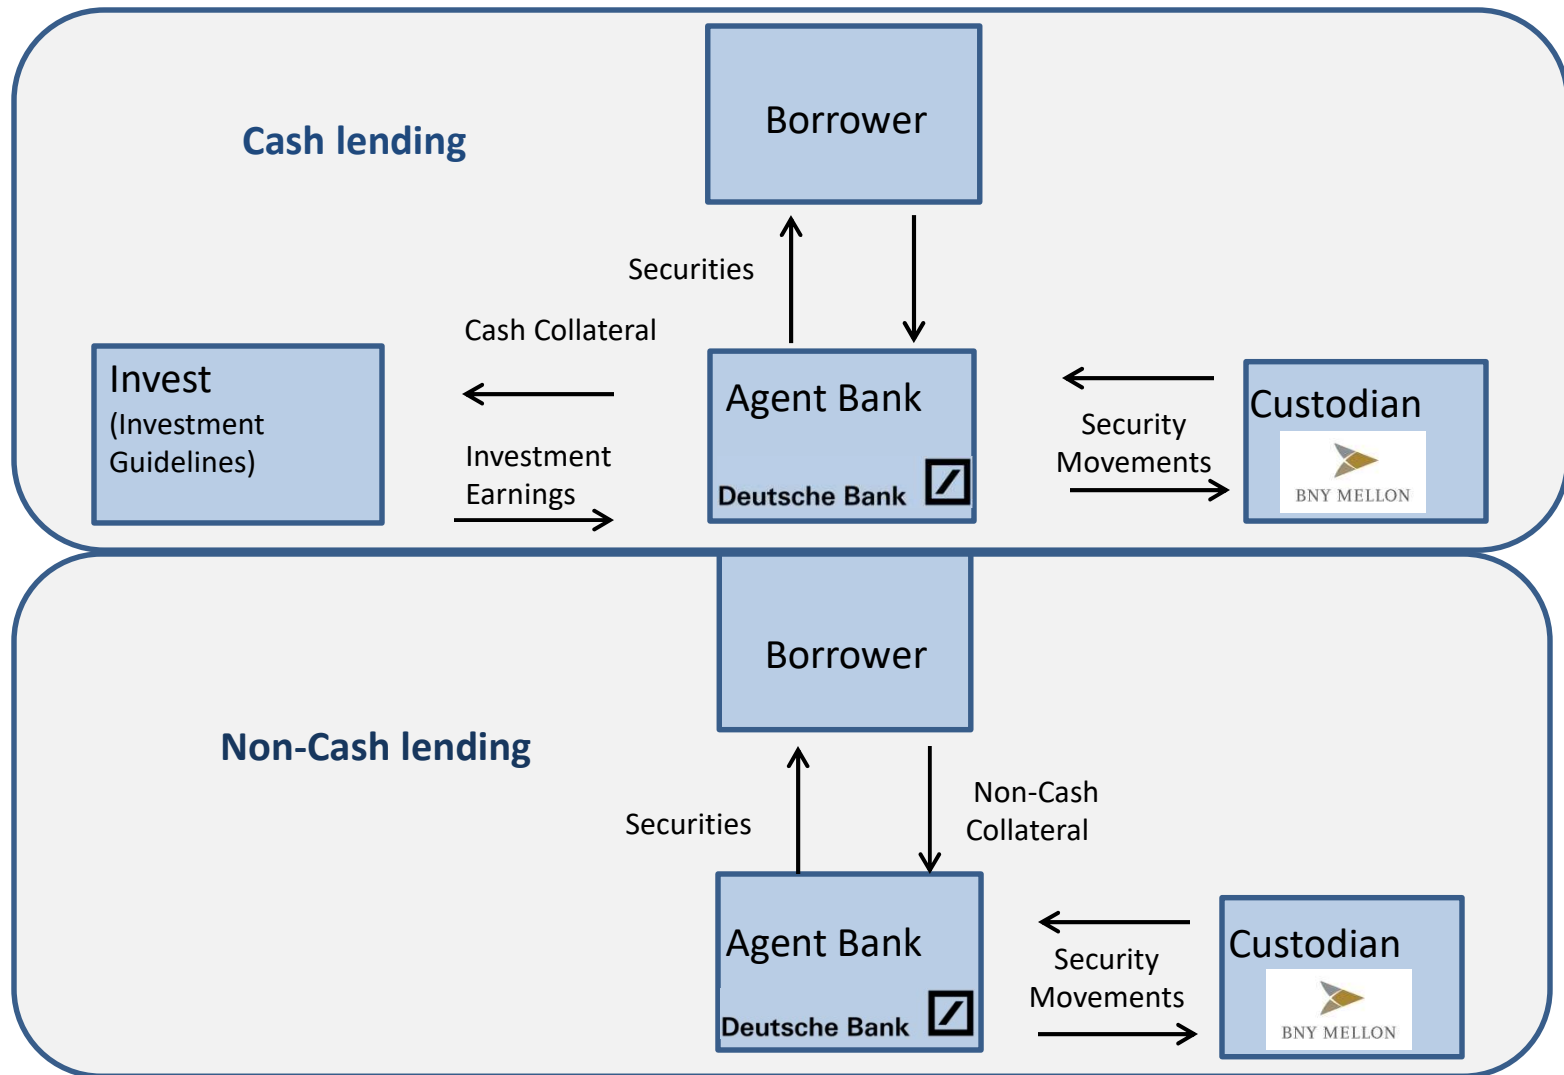 Borrower
Cash lending
Securities
Cash Collateral
Invest
(Investment
Guidelines)
Investment
Earnings
Agent Bank
Deutsche Bank
Security
Movements
Custodian
BNY MELLON
Borrower
Non-Cash lending
Securities
Non-Cash
Collateral
Agent Bank
Deutsche Bank
Security
Movements
Custodian
BNY MELLON